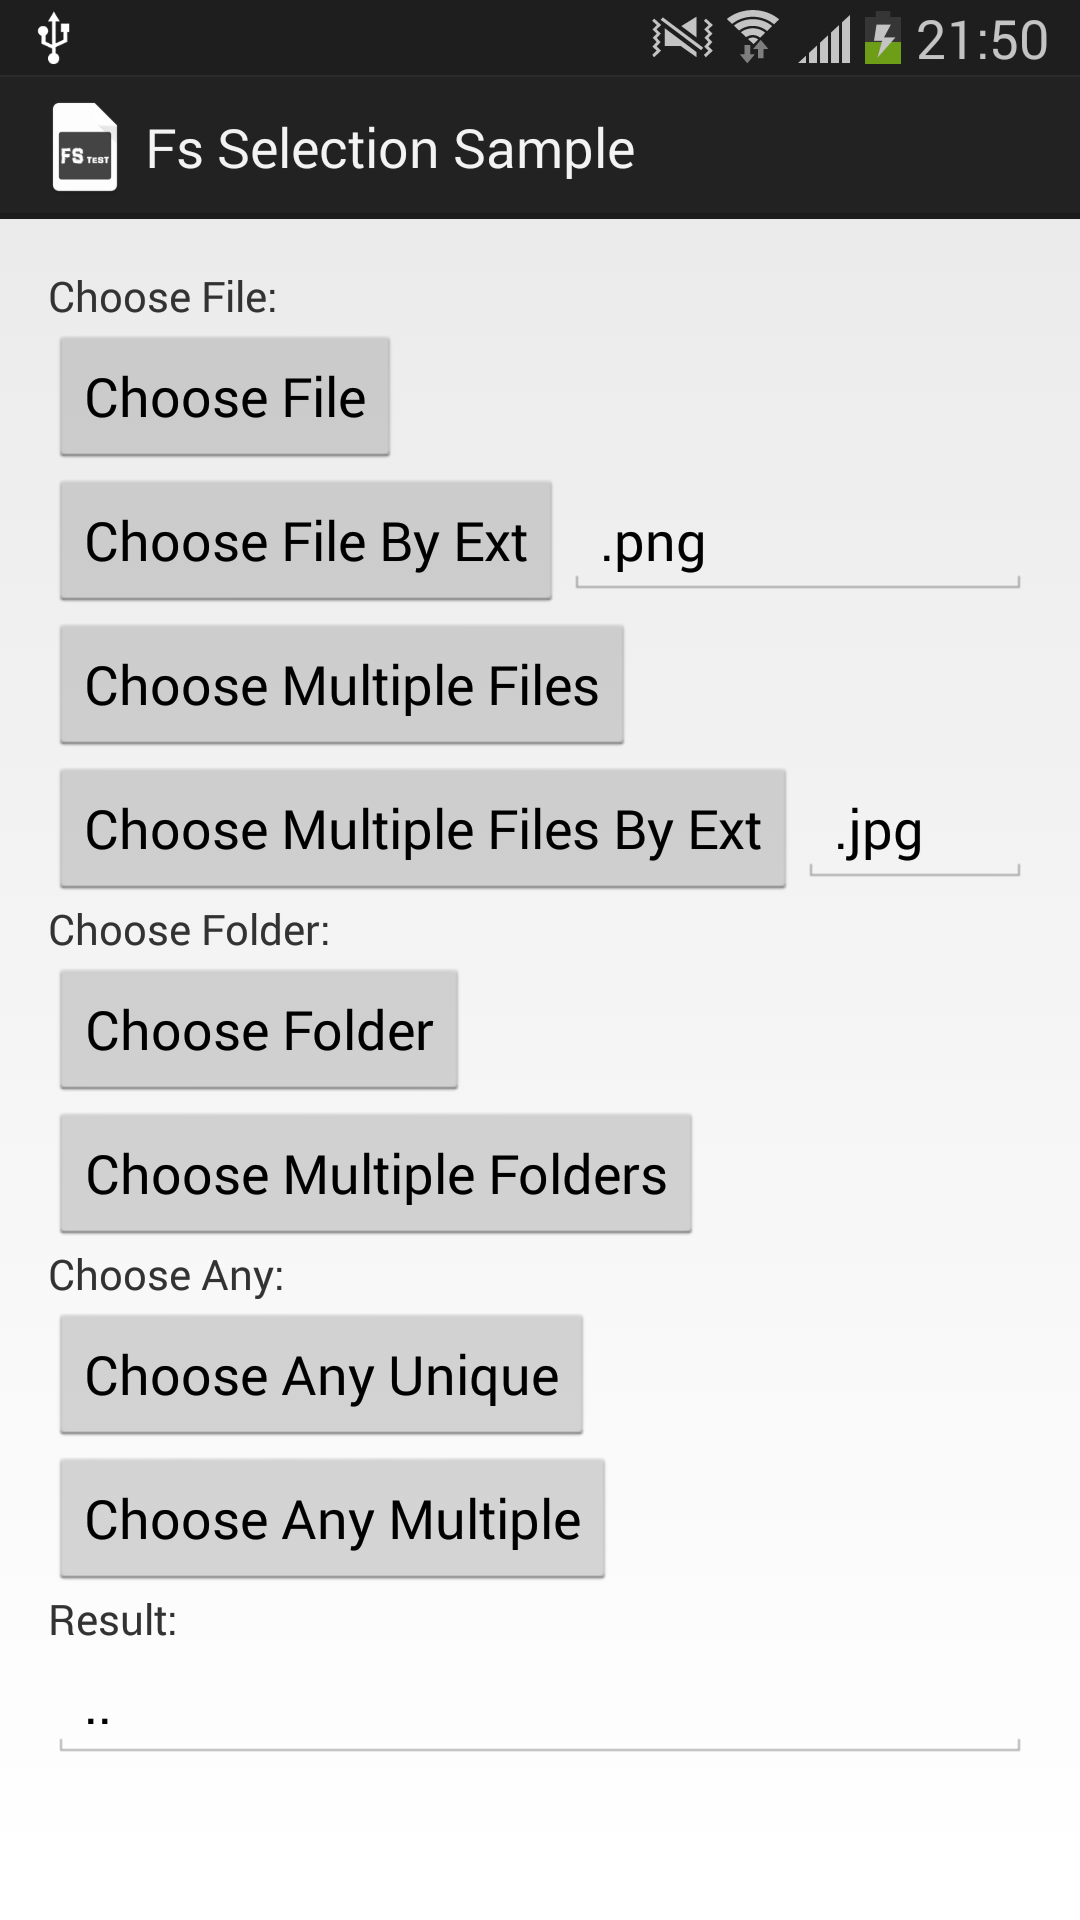 21:50
FS TEST
Fs Selection Sample
Choose File:
Choose File
Choose File By Ext
.png
Choose Multiple Files
Choose Multiple Files By Ext
.jpg
Choose Folder:
Choose Folder
Choose Multiple Folders
Choose Any:
Choose Any Unique
Choose Any Multiple
Result:
..